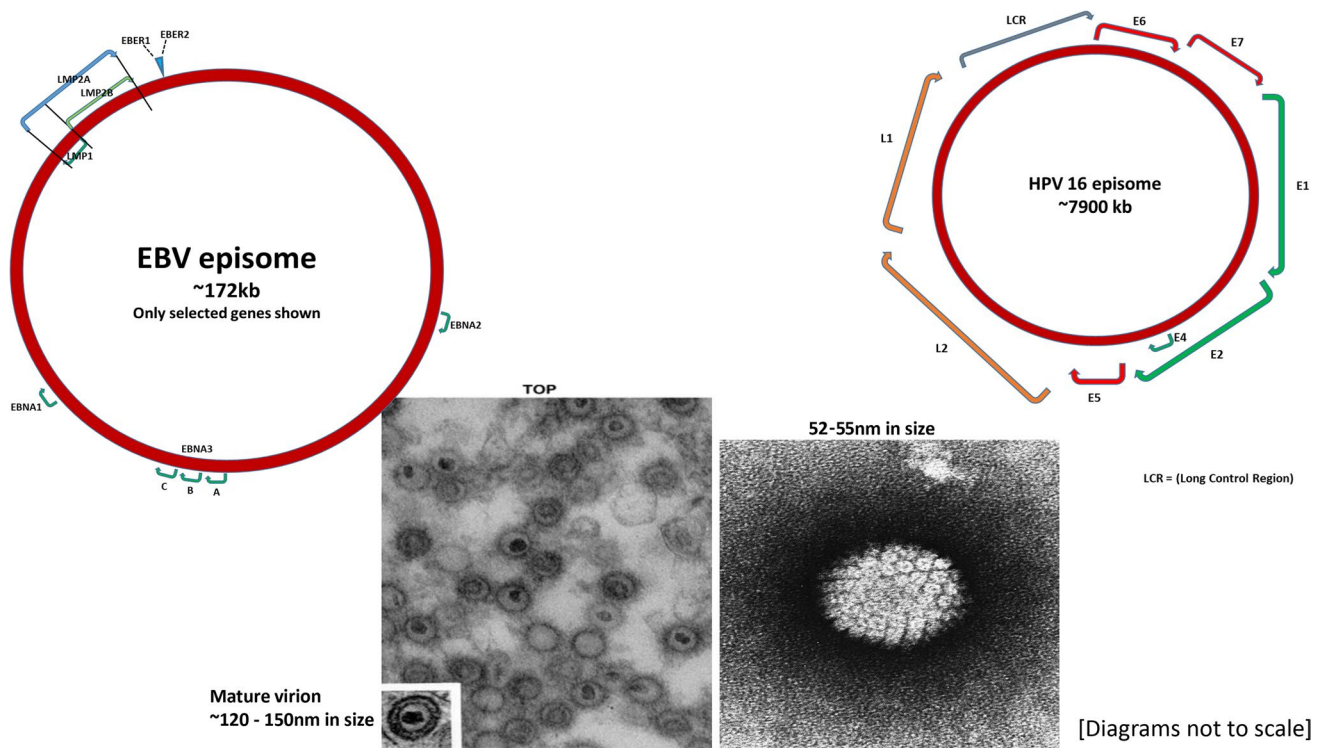 EBER1
EBER2
LMP2A
LMP2B
LMP1
EBV episome
~172kb
Only selected genes shown
EBNA2
EBNA1
EBNA3
C
B
A
LCR
E6
E7
L1
HPV 16 episome
~7900 kb
E1
L2
E4
E2
E5
TOP
52-55nm in size
LCR = (Long Control Region)
Mature virion
~120 - 150nm in size
[Diagrams not to scale]